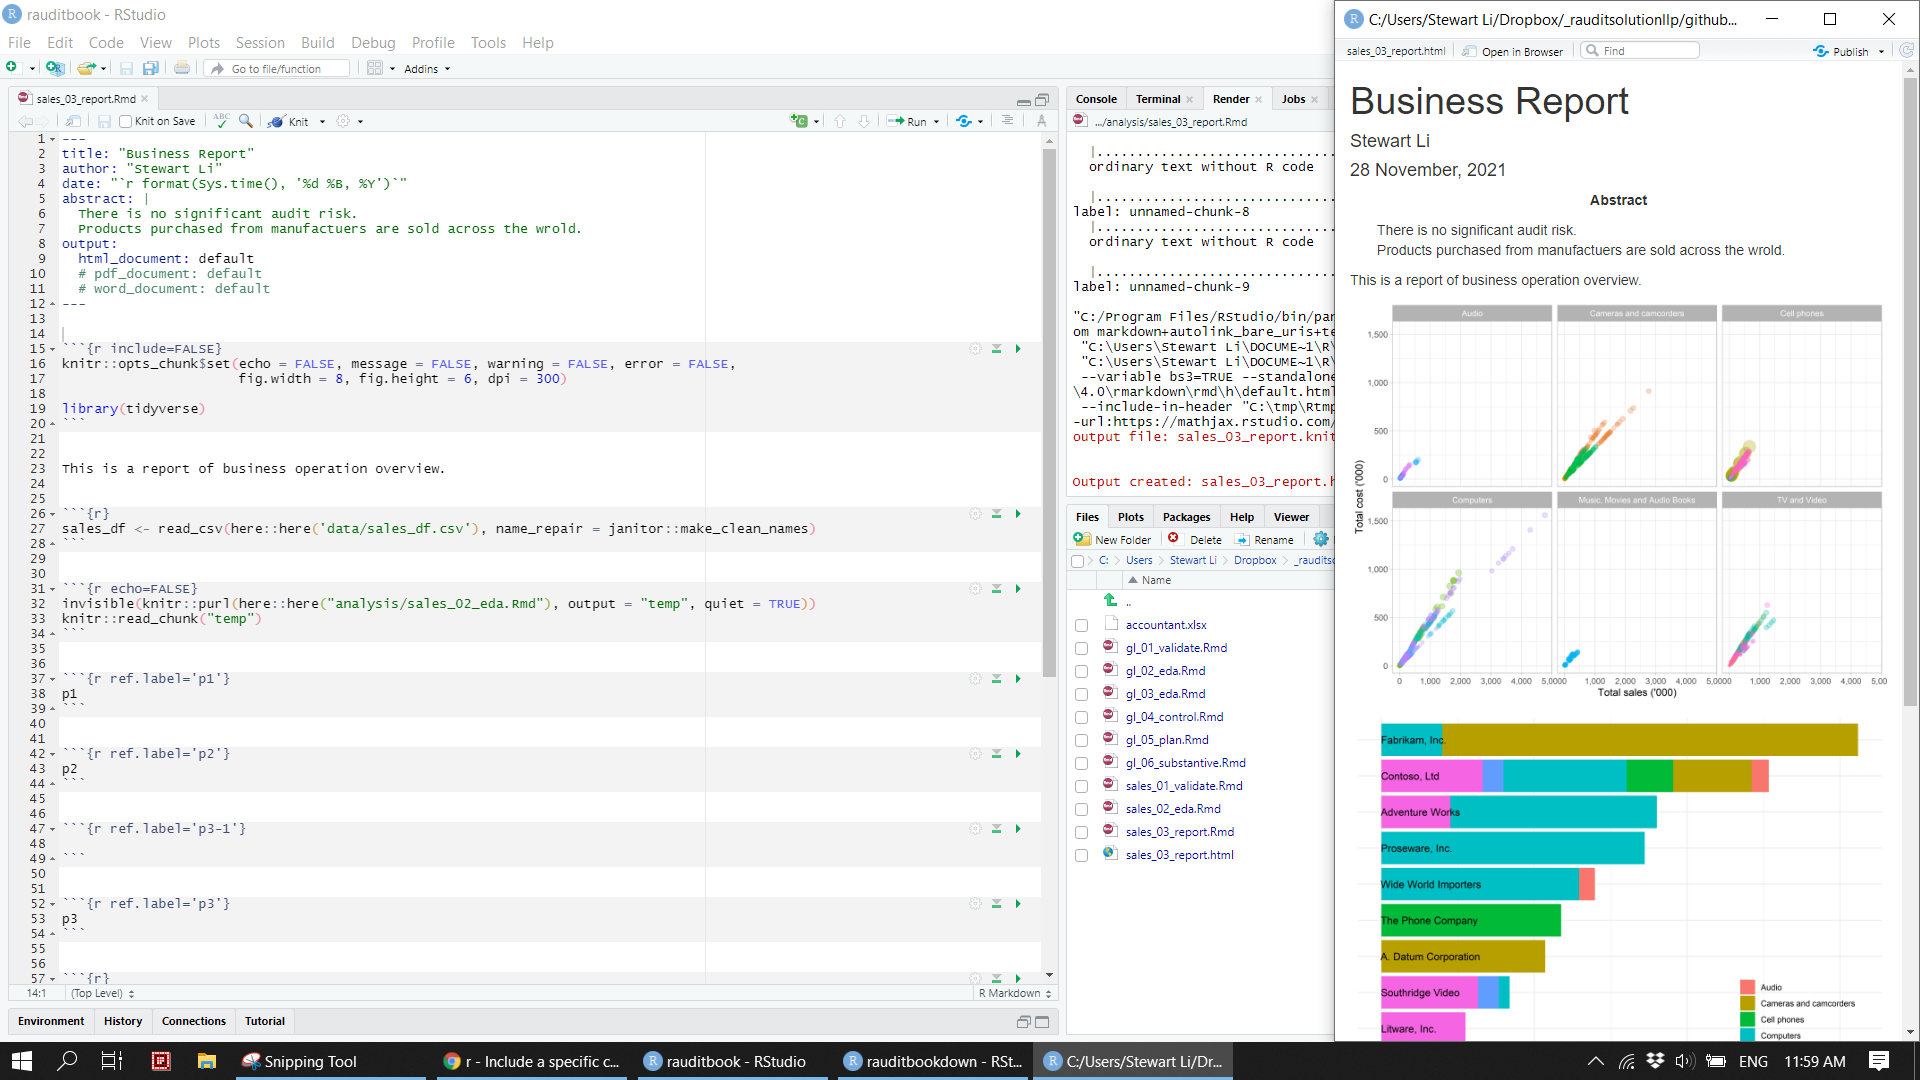 rauditbook - RStudio
File Edit Code View Plots Session Build Debug Profile Tools Help
Go to file/function Addins
sales_03_report.Rmd
Knit on Save ABC Knit Run
1 ---
2 title: "Business Report"
3 author: "Stewart Li"
4 date: "`r format(Sys.time(), '%d %B, %Y')`"
5 abstract: |
6 There is no significant audit risk.
7 Products purchased from manufactuers are sold across the wrold.
8 output:
9 html_document: default
10 # pdf_document: default
11 # word_document: default
12 ---
13
14
15 ```{r include=FALSE}
16 knitr::opts_chunk$set(echo = FALSE, message = FALSE, warning = FALSE, error = FALSE,
17 fig.width = 8, fig.height = 6, dpi = 300)
18
19 library(tidyverse)
20 ```
21
22
23 This is a report of business operation overview.
24
25
26 ```{r}
27 sales_df <- read_csv(here::here('data/sales_df.csv'), name_repair = janitor::make_clean_names)
28 ```
29
30
31 ```{r echo=FALSE}
32 invisible(knitr::purl(here::here("analysis/sales_02_eda.Rmd"), output = "temp", quiet = TRUE))
33 knitr::read_chunk("temp")
34 ```
35
36
37 ```{r ref.label='p1'}
38 p1
39 ```
40
41
42 ```{r ref.label='p2'}
43 p2
44 ```
45
46
47 ```{r ref.label='p3-1'}
48
49 ```
50
51
52 ```{r ref.label='p3'}
53 p3
54 ```
55
56
57 ```{r}
14:1 (Top Level) R Markdown
Environment History Connections Tutorial
Console Terminal Render Jobs
.../analysis/sales_03_report.Rmd
|..............................
ordinary text without R code
|..............................
label: unnamed-chunk-8
|..............................
ordinary text without R code
|..............................
label: unnamed-chunk-9
"C:/Program Files/RStudio/bin/pan
om markdown+autolink_bare_uris+te
"C:\Users\Stewart Li\DOCUME~1\R\
"C:\Users\Stewart Li\DOCUME~1\R\
--variable bs3=TRUE --standalone
\4.0\rmarkdown\rmd\h\default.html
--include-in-header "C:\tmp\Rtmp
-url:https://mathjax.rstudio.com/
output file: sales_03_report.knit
Output created: sales_03_report.h
Files Plots Packages Help Viewer
New Folder Delete Rename
C: Users Stewart Li Dropbox _rauditso
Name
..
accountant.xlsx
gl_01_validate.Rmd
gl_02_eda.Rmd
gl_03_eda.Rmd
gl_04_control.Rmd
gl_05_plan.Rmd
gl_06_substantive.Rmd
sales_01_validate.Rmd
sales_02_eda.Rmd
sales_03_report.Rmd
sales_03_report.html
C:/Users/Stewart Li/Dropbox/_rauditsolutionllp/github...
sales_03_report.html Open in Browser Find Publish
Business Report
Stewart Li
28 November, 2021
Abstract
There is no significant audit risk.
Products purchased from manufactuers are sold across the wrold.
This is a report of business operation overview.
Audio Cameras and camcorders Cell phones
1,500
1,000
500
0
Computers Music, Movies and Audio Books TV and Video
1,500
1,000
500
0
Total cost ('000)
0 1,000 2,000 3,000 4,000 5,0000 1,000 2,000 3,000 4,000 5,0000 1,000 2,000 3,000 4,000 5,00
Total sales ('000)
Fabrikam, Inc.
Contoso, Ltd
Adventure Works
Proseware, Inc.
Wide World Importers
The Phone Company
A. Datum Corporation
Southridge Video
Litware, Inc.
Audio
Cameras and camcorders
Cell phones
Computers
Snipping Tool r - Include a specific c... rauditbook - RStudio rauditbookdown - RSt... C:/Users/Stewart Li/Dr... ENG 11:59 AM